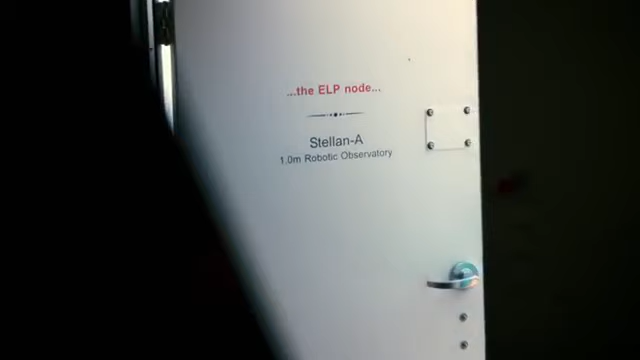 ...the ELP node...
Stellan-A
1.0m Robotic Observatory